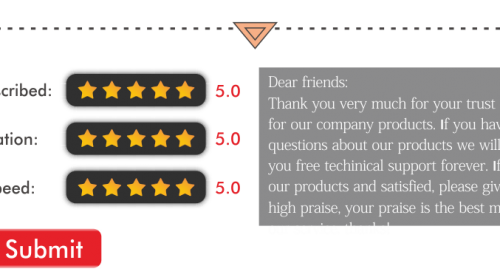 scribed: 5.0
ation: 5.0
peed: 5.0
Submit
Dear friends:
Thank you very much for your trust
for our company products. If you hav
questions about our products we will
you free techinical support forever. If
our products and satisfied, please giv
high praise, your praise is the best m